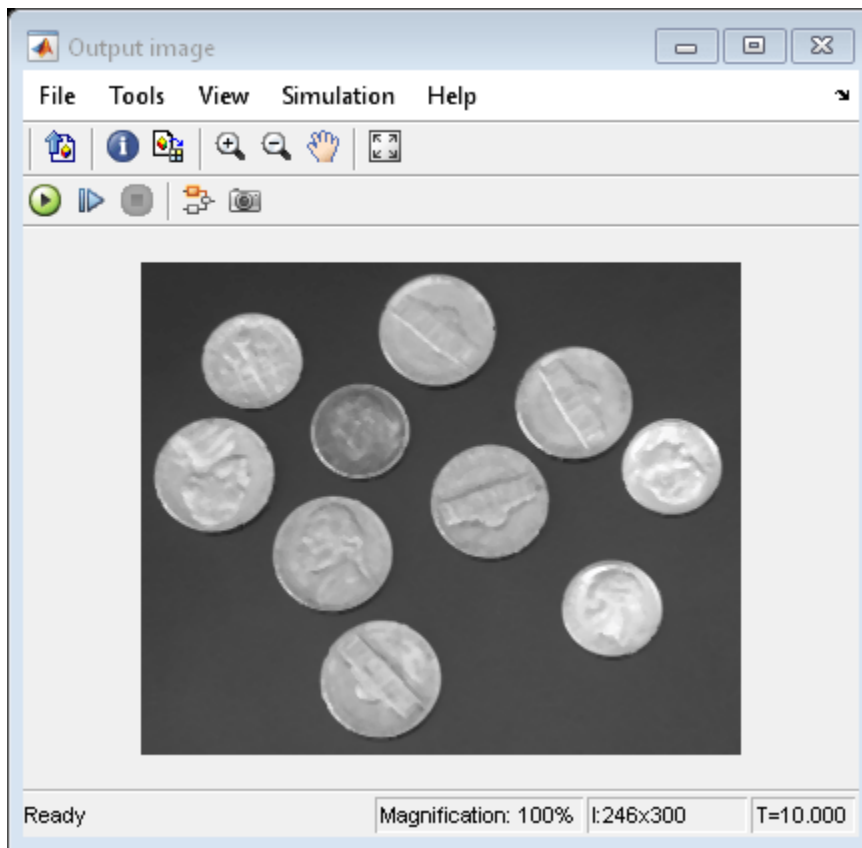 Output image
File Tools View Simulation Help
Ready Magnification: 100% I:246x300 T=10.000